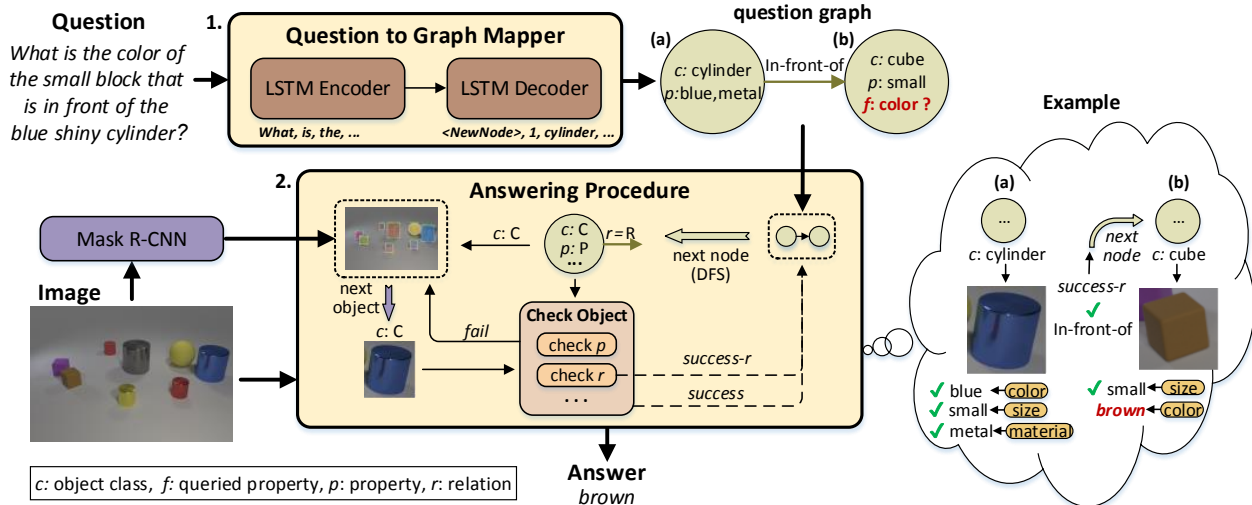 Question
What is the color of
the small block that
is in front of the
blue shiny cylinder?
1.
Question to Graph Mapper
LSTM Encoder
LSTM Decoder
What, is, the, ...
<NewNode>, 1, cylinder, ...
question graph
(a)
(b)
c: cylinder
p:blue,metal
In-front-of
c: cube
p: small
f: color ?
2.
Answering Procedure
Mask R-CNN
Image
c: C
c: C
p: P
...
r = R
next node
(DFS)
next
object
c: C
fail
Check Object
check p
check r
...
success-r
success
Answer
brown
c: object class, f: queried property, p: property, r: relation
Example
(a)
(b)
...
...
c: cylinder
next
node
c: cube
success-r
In-front-of
blue
color
small
size
metal
material
small
size
brown
color